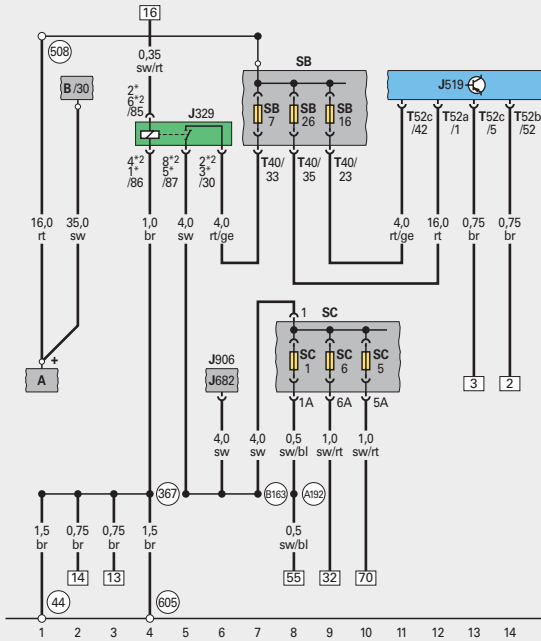 16
508
0,35
sw/rt
SB
B/30
2*
6*2
/85
J329
SB
7
SB
26
SB
16
J519
T52c
/42
T52a
/1
T52c
/5
T52b
/52
4*2
1*
/86
8*2
5*
/87
2*2
3*
/30
T40/
33
T40/
35
T40/
23
16,0
rt
35,0
sw
1,0
br
4,0
sw
4,0
rt/ge
4,0
rt/ge
16,0
rt
0,75
br
0,75
br
1
SC
+
A
J906
J682
SC
1
SC
6
SC
5
3
2
1A
6A
5A
4,0
sw
4,0
sw
0,5
sw/bl
1,0
sw/rt
1,0
sw/rt
367
B163
A192
1,5
br
0,75
br
0,75
br
1,5
br
0,5
sw/bl
14
13
55
32
70
44
605
1 2 3 4 5 6 7 8 9 10 11 12 13 14